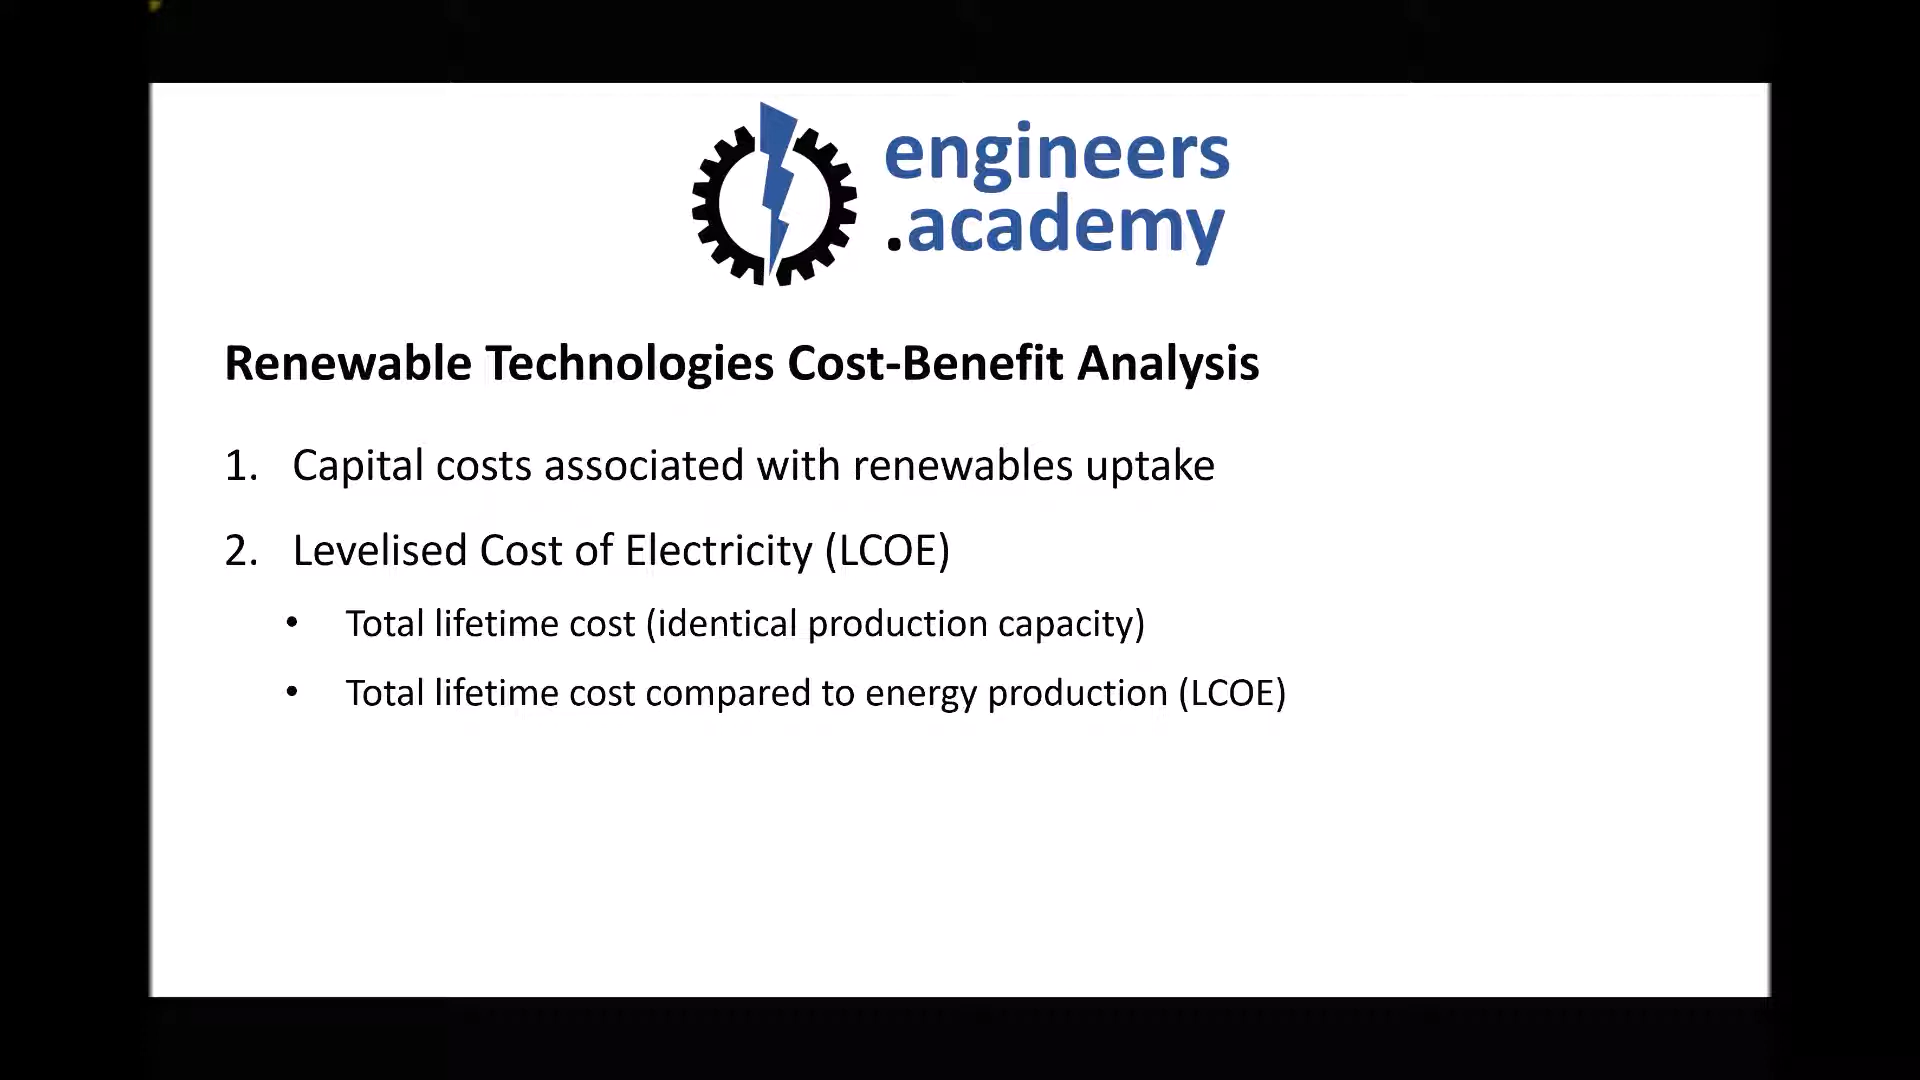 engineers
.academy
Renewable Technologies Cost-Benefit Analysis
1. Capital costs associated with renewables uptake
2. Levelised Cost of Electricity (LCOE)
• Total lifetime cost (identical production capacity)
• Total lifetime cost compared to energy production (LCOE)